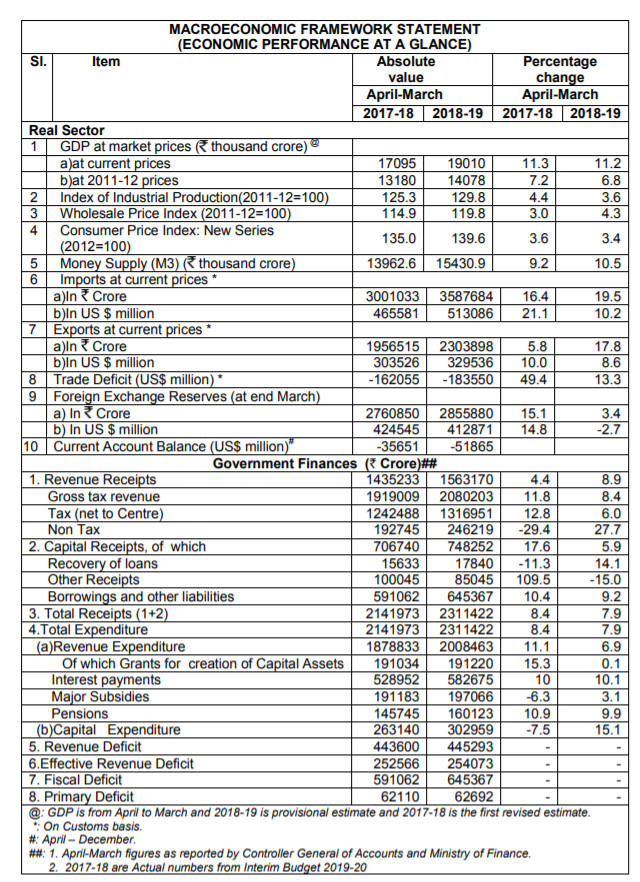 MACROECONOMIC FRAMEWORK STATEMENT
(ECONOMIC PERFORMANCE AT A GLANCE)
Sl. Item Absolute value Percentage change
April-March April-March
2017-18 2018-19 2017-18 2018-19
Real Sector
1 GDP at market prices (₹ thousand crore) @
a)at current prices 17095 19010 11.3 11.2
b)at 2011-12 prices 13180 14078 7.2 6.8
2 Index of Industrial Production(2011-12=100) 125.3 129.8 4.4 3.6
3 Wholesale Price Index (2011-12=100) 114.9 119.8 3.0 4.3
4 Consumer Price Index: New Series
(2012=100) 135.0 139.6 3.6 3.4
5 Money Supply (M3) (₹ thousand crore) 13962.6 15430.9 9.2 10.5
6 Imports at current prices *
a)In ₹ Crore 3001033 3587684 16.4 19.5
b)In US $ million 465581 513086 21.1 10.2
7 Exports at current prices *
a)In ₹ Crore 1956515 2303898 5.8 17.8
b)In US $ million 303526 329536 10.0 8.6
8 Trade Deficit (US$ million) * -162055 -183550 49.4 13.3
9 Foreign Exchange Reserves (at end March)
a) In ₹ Crore 2760850 2855880 15.1 3.4
b) In US $ million 424545 412871 14.8 -2.7
10 Current Account Balance (US$ million)# -35651 -51865
Government Finances (₹ Crore)##
1. Revenue Receipts 1435233 1563170 4.4 8.9
Gross tax revenue 1919009 2080203 11.8 8.4
Tax (net to Centre) 1242488 1316951 12.8 6.0
Non Tax 192745 246219 -29.4 27.7
2. Capital Receipts, of which 706740 748252 17.6 5.9
Recovery of loans 15633 17840 -11.3 14.1
Other Receipts 100045 85045 109.5 -15.0
Borrowings and other liabilities 591062 645367 10.4 9.2
3. Total Receipts (1+2) 2141973 2311422 8.4 7.9
4.Total Expenditure 2141973 2311422 8.4 7.9
(a)Revenue Expenditure 1878833 2008463 11.1 6.9
Of which Grants for creation of Capital Assets 191034 191220 15.3 0.1
Interest payments 528952 582675 10 10.1
Major Subsidies 191183 197066 -6.3 3.1
Pensions 145745 160123 10.9 9.9
(b)Capital Expenditure 263140 302959 -7.5 15.1
5. Revenue Deficit 443600 445293 - -
6.Effective Revenue Deficit 252566 254073 - -
7. Fiscal Deficit 591062 645367 - -
8. Primary Deficit 62110 62692 - -
@: GDP is from April to March and 2018-19 is provisional estimate and 2017-18 is the first revised estimate.
*: On Customs basis.
#: April – December.
##: 1. April-March figures as reported by Controller General of Accounts and Ministry of Finance.
2. 2017-18 are Actual numbers from Interim Budget 2019-20